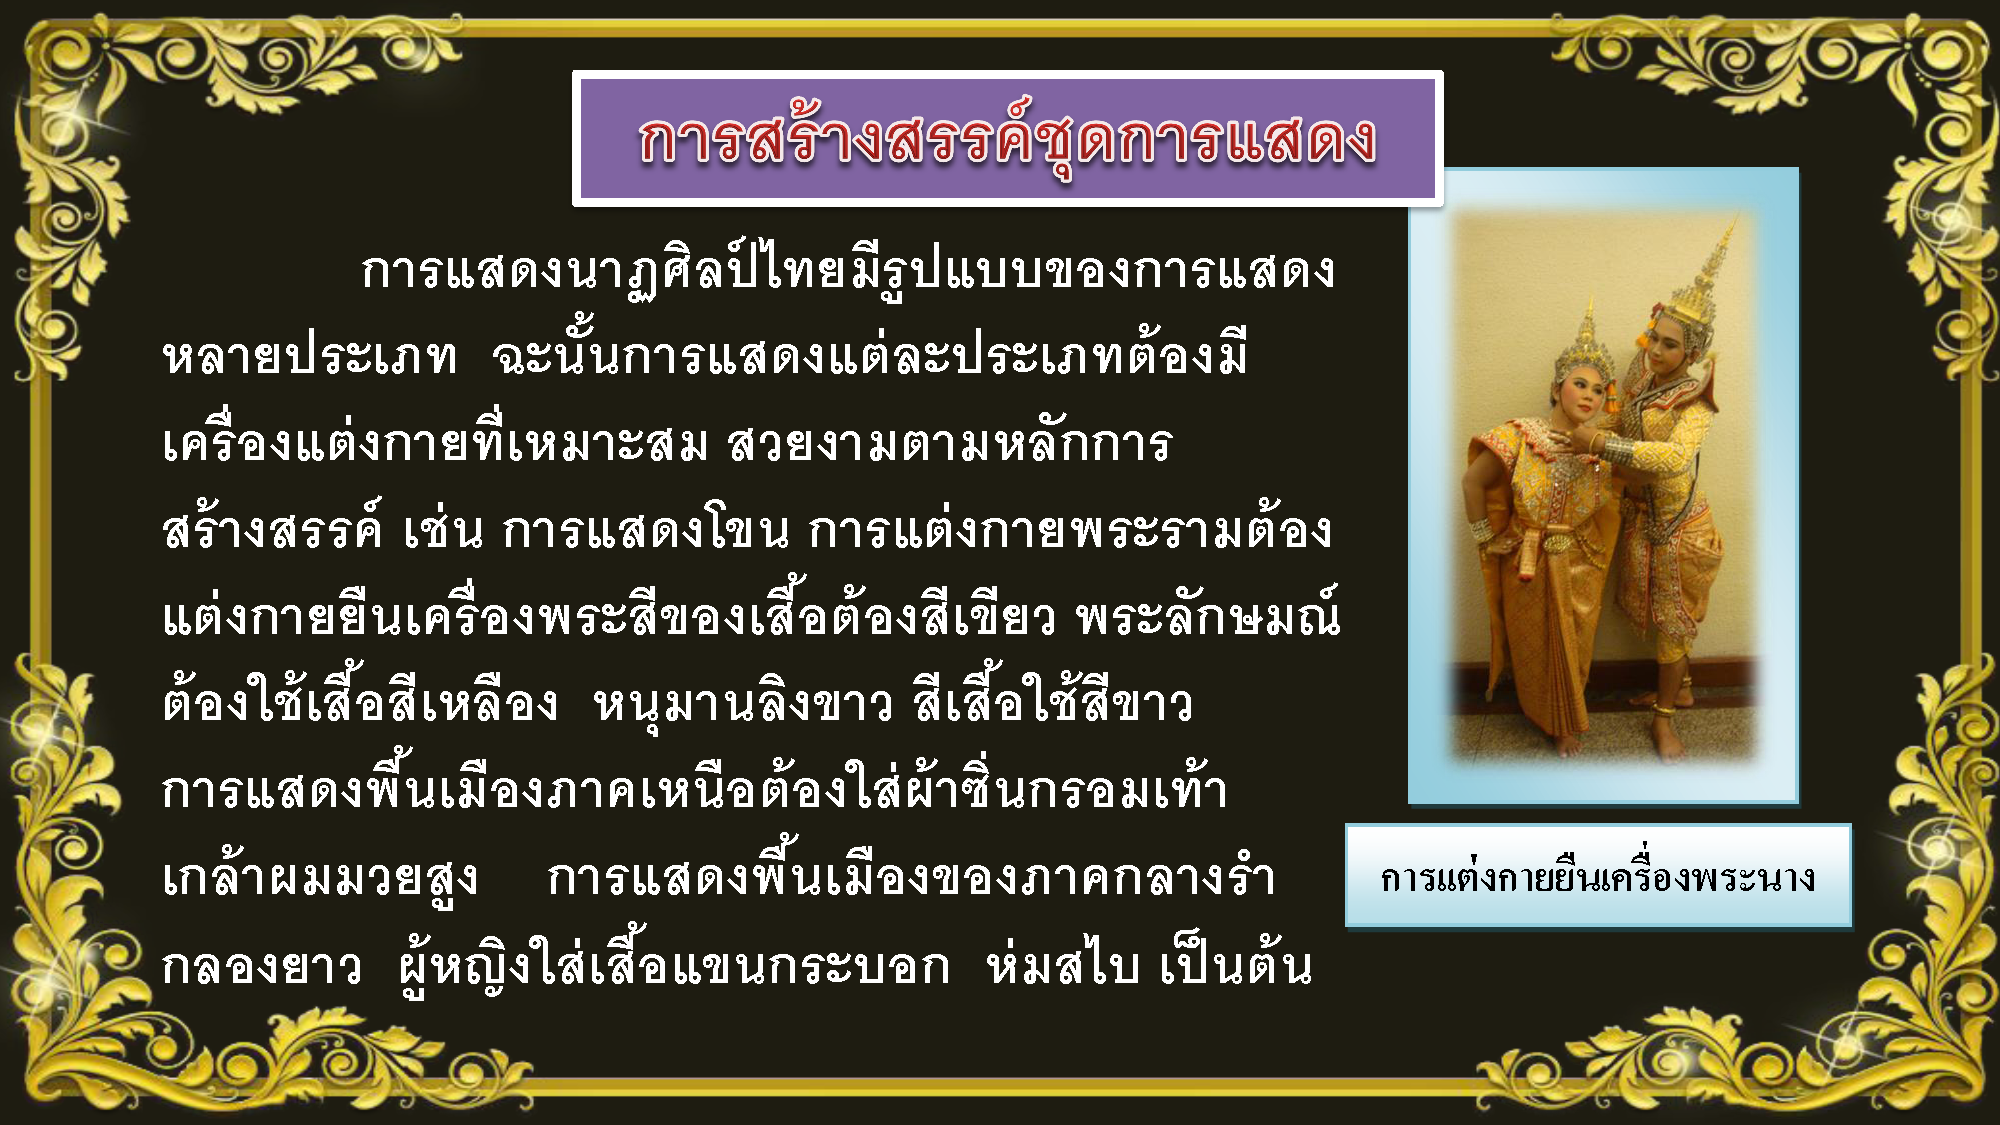 การสร้างสรรค์ชุดการแสดง
การแสดงนาฏศิลป์ไทยมีรูปแบบของการแสดง
หลายประเภท ฉะนั้นการแสดงแต่ละประเภทต้องมี
เครื่องแต่งกายที่เหมาะสม สวยงามตามหลักการ
สร้างสรรค์ เช่น การแสดงโขน การแต่งกายพระรามต้อง
แต่งกายยืนเครื่องพระสีของเสื้อต้องสีเขียว พระลักษมณ์
ต้องใช้เสื้อสีเหลือง หนุมานลิงขาว สีเสื้อใช้สีขาว
การแสดงพื้นเมืองภาคเหนือต้องใส่ผ้าซิ่นกรอมเท้า
เกล้าผมมวยสูง การแสดงพื้นเมืองของภาคกลางรำ
กลองยาว ผู้หญิงใส่เสื้อแขนกระบอก ห่มสไบ เป็นต้น
การแต่งกายยืนเครื่องพระนาง